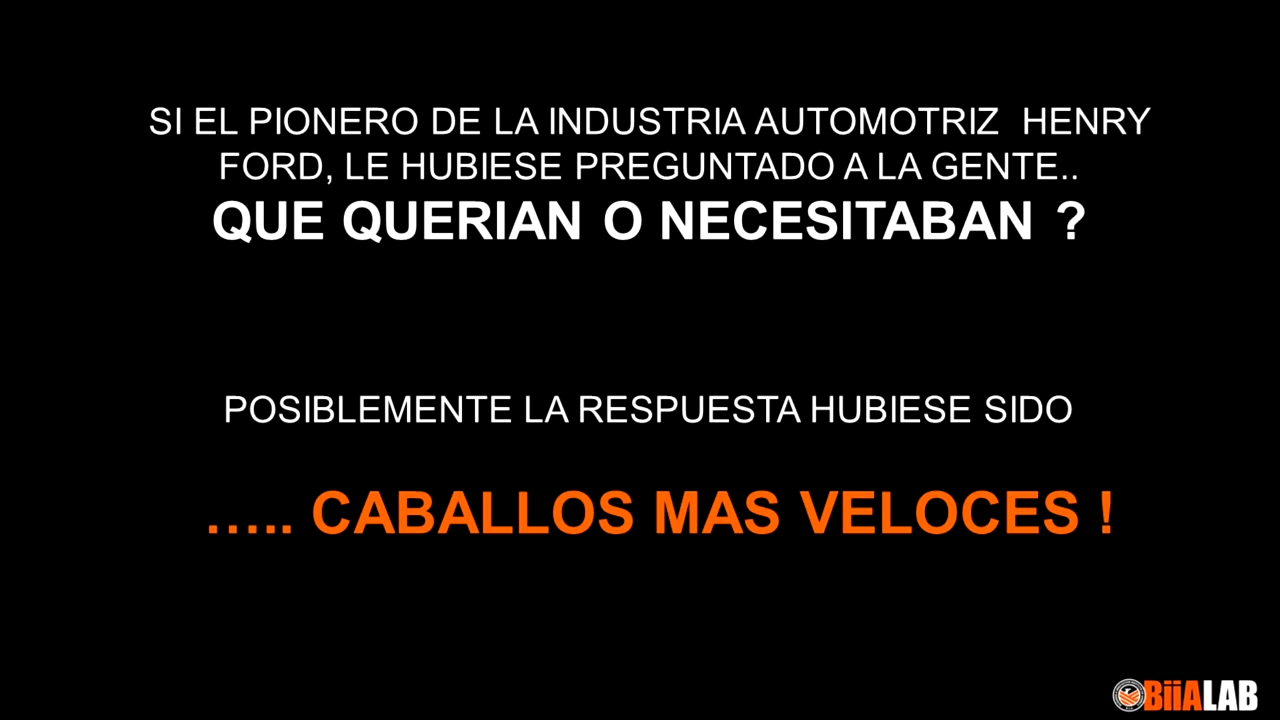 SI EL PIONERO DE LA INDUSTRIA AUTOMOTRIZ HENRY
FORD, LE HUBIESE PREGUNTADO A LA GENTE..
QUE QUERIAN O NECESITABAN ?
POSIBLEMENTE LA RESPUESTA HUBIESE SIDO
….. CABALLOS MAS VELOCES !
BiiALAB